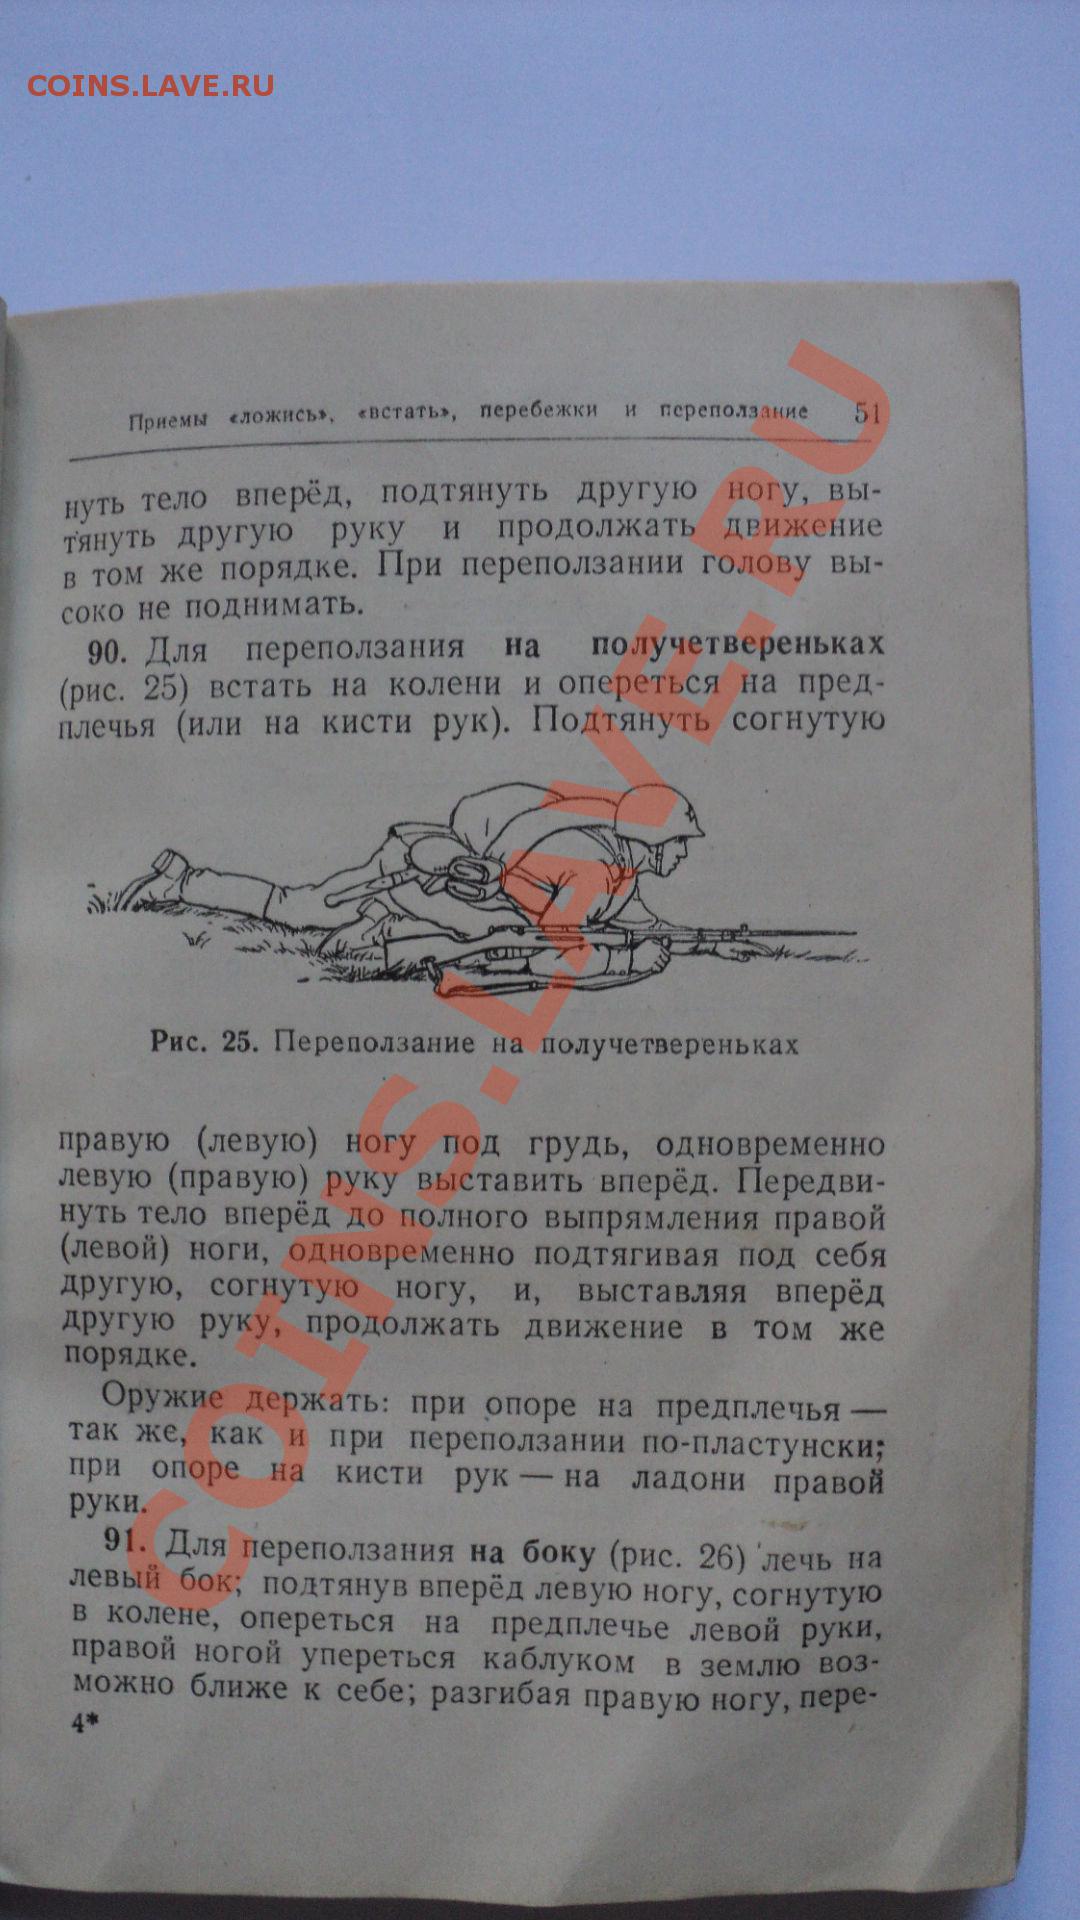 COINS.LAVE.RU
Приемы «ложись», «встать», перебежки и переползание 51
нуть тело вперёд, подтянуть другую ногу, вы-
тянуть другую руку и продолжать движение
в том же порядке. При переползании голову вы-
соко не поднимать.
90. Для переползания на получетвереньках
(рис. 25) встать на колени и опереться на пред-
плечья (или на кисти рук). Подтянуть согнутую
Рис. 25. Переползание на получетвереньках
правую (левую) ногу под грудь, одновременно
левую (правую) руку выставить вперёд. Передви-
нуть тело вперёд до полного выпрямления правой
(левой) ноги, одновременно подтягивая под себя
другую, согнутую ногу, и, выставляя вперёд
другую руку, продолжать движение в том же
порядке.
Оружие держать: при опоре на предплечья —
так же, как и при переползании по-пластунски;
при опоре на кисти рук — на ладони правой
руки.
91. Для переползания на боку (рис. 26) лечь на
левый бок; подтянув вперёд левую ногу, согнутую
в колене, опереться на предплечье левой руки,
правой ногой упереться каблуком в землю воз-
можно ближе к себе; разгибая правую ногу, пере-
4*
COINS.LAVE.RU